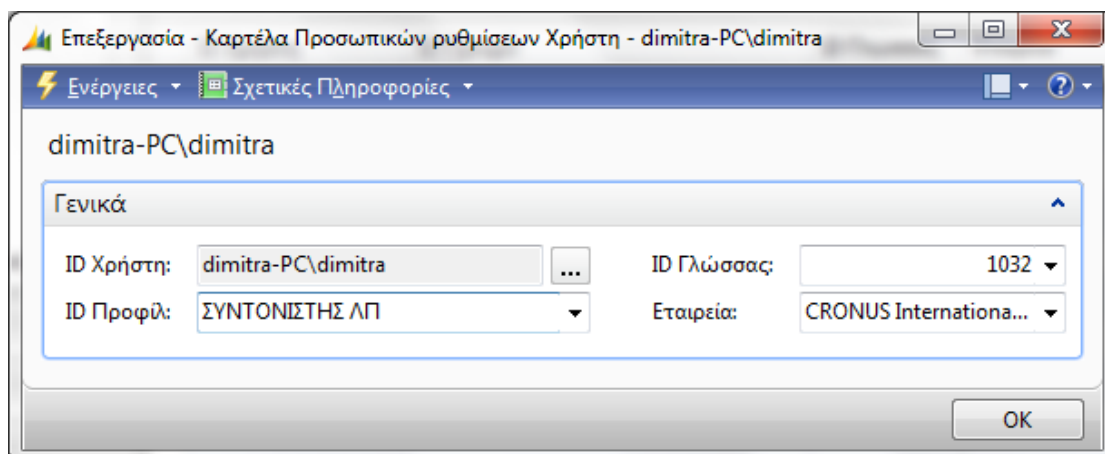 Επεξεργασία - Καρτέλα Προσωπικών ρυθμίσεων Χρήστη - dimitra-PC\dimitra
Ενέργειες Σχετικές Πληροφορίες
dimitra-PC\dimitra
Γενικά
ID Χρήστη: dimitra-PC\dimitra ... ID Γλώσσας: 1032
ID Προφίλ: ΣΥΝΤΟΝΙΣΤΗΣ ΛΠ Εταιρεία: CRONUS Internationa...
OK